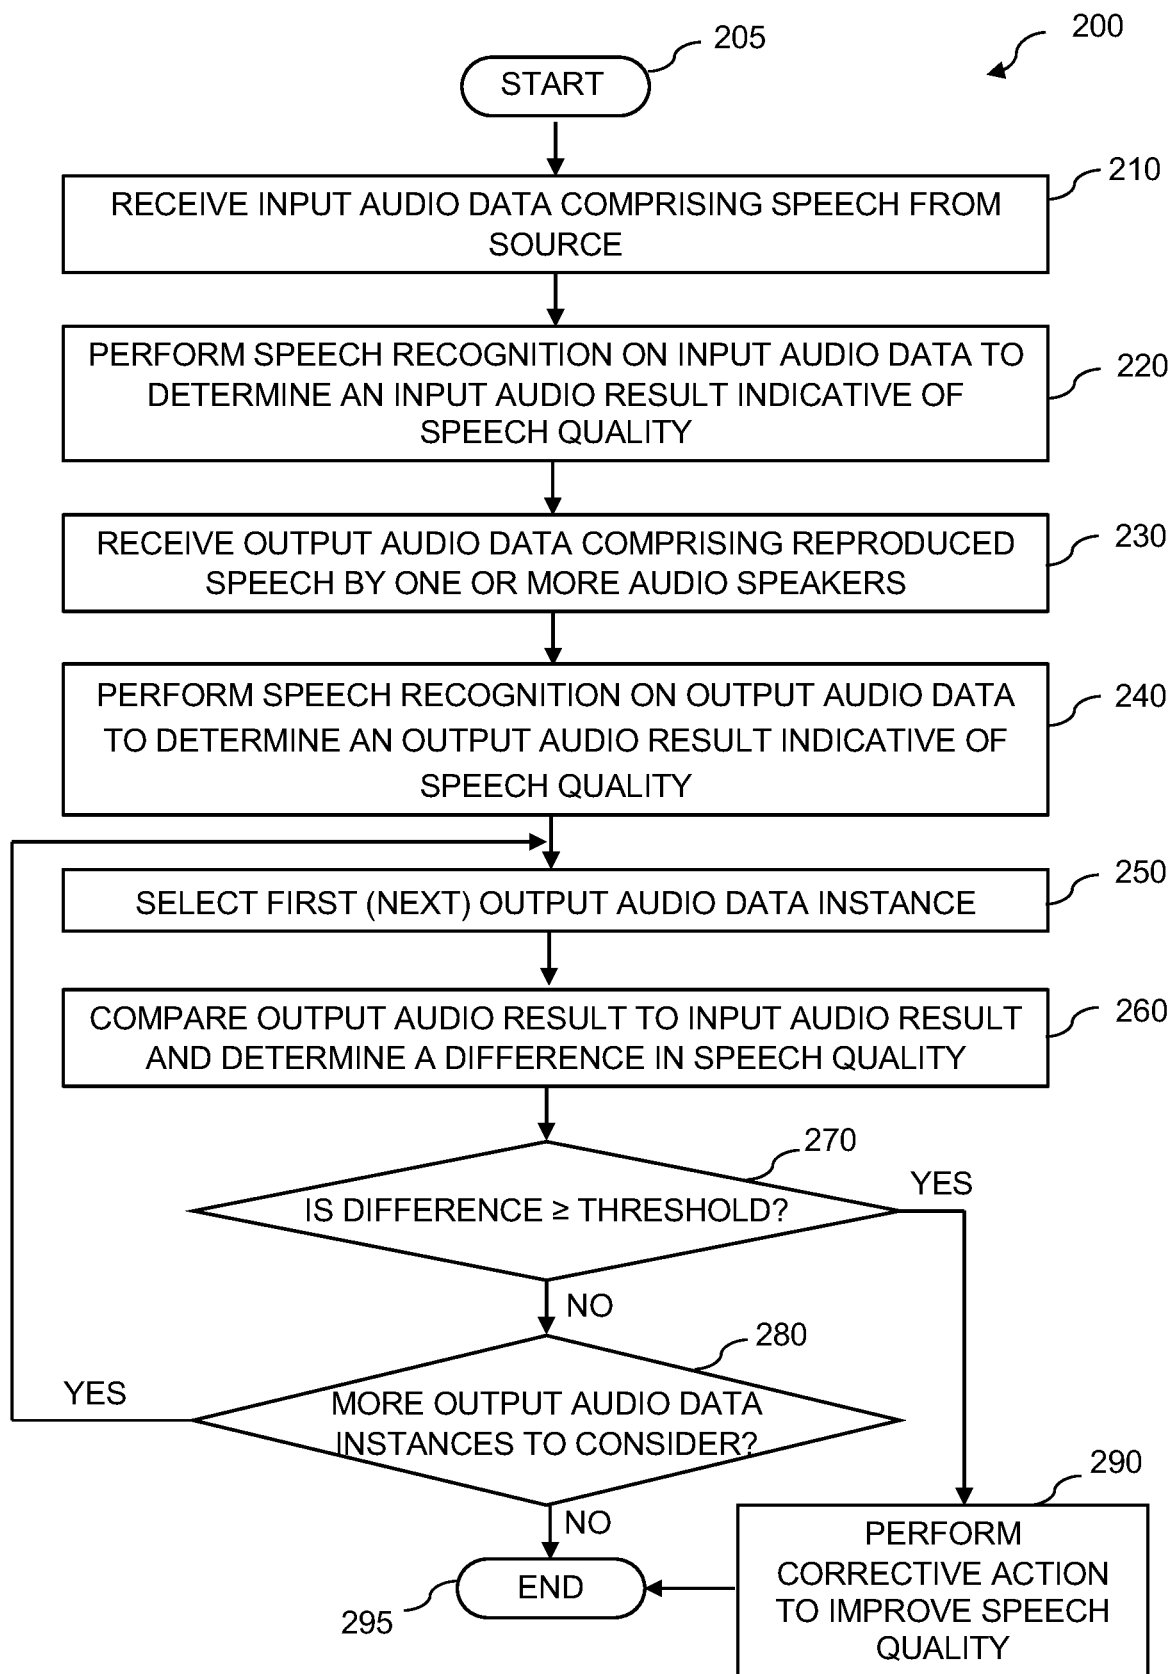 200
205
START
210
RECEIVE INPUT AUDIO DATA COMPRISING SPEECH FROM
SOURCE
220
PERFORM SPEECH RECOGNITION ON INPUT AUDIO DATA TO
DETERMINE AN INPUT AUDIO RESULT INDICATIVE OF
SPEECH QUALITY
230
RECEIVE OUTPUT AUDIO DATA COMPRISING REPRODUCED
SPEECH BY ONE OR MORE AUDIO SPEAKERS
240
PERFORM SPEECH RECOGNITION ON OUTPUT AUDIO DATA
TO DETERMINE AN OUTPUT AUDIO RESULT INDICATIVE OF
SPEECH QUALITY
250
SELECT FIRST (NEXT) OUTPUT AUDIO DATA INSTANCE
260
COMPARE OUTPUT AUDIO RESULT TO INPUT AUDIO RESULT
AND DETERMINE A DIFFERENCE IN SPEECH QUALITY
270
YES
IS DIFFERENCE ≥ THRESHOLD?
NO
280
YES
MORE OUTPUT AUDIO DATA
INSTANCES TO CONSIDER?
290
NO
PERFORM
CORRECTIVE ACTION
TO IMPROVE SPEECH
QUALITY
END
295